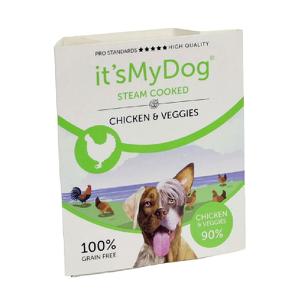 PRO STANDARDS ★★★★★ HIGH QUALITY
it'sMyDog®
STEAM COOKED
CHICKEN & VEGGIES
CHICKEN
& VEGGIES
90%
100%
GRAIN FREE